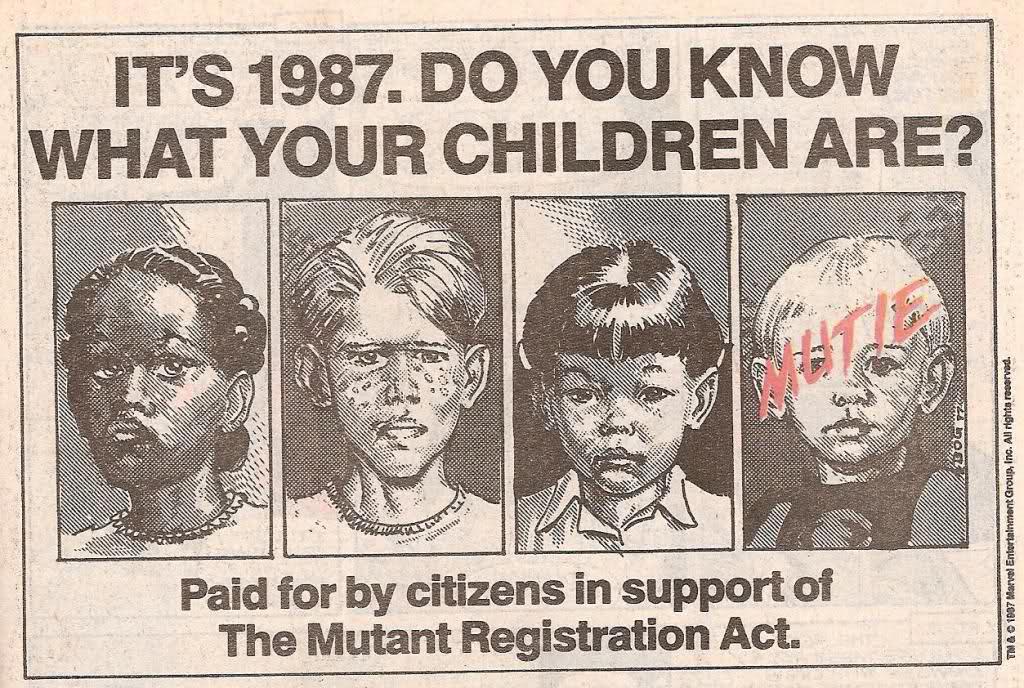 IT'S 1987. DO YOU KNOW
WHAT YOUR CHILDREN ARE?
MUTIE
Paid for by citizens in support of
The Mutant Registration Act.
TM & © 1987 Marvel Entertainment Group, Inc. All rights reserved.